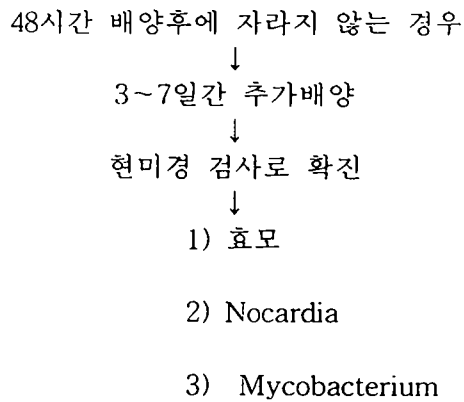 48시간 배양후에 자라지 않는 경우
↓
3~7일간 추가배양
↓
현미경 검사로 확진
↓
1) 효모
2) Nocardia
3) Mycobacterium